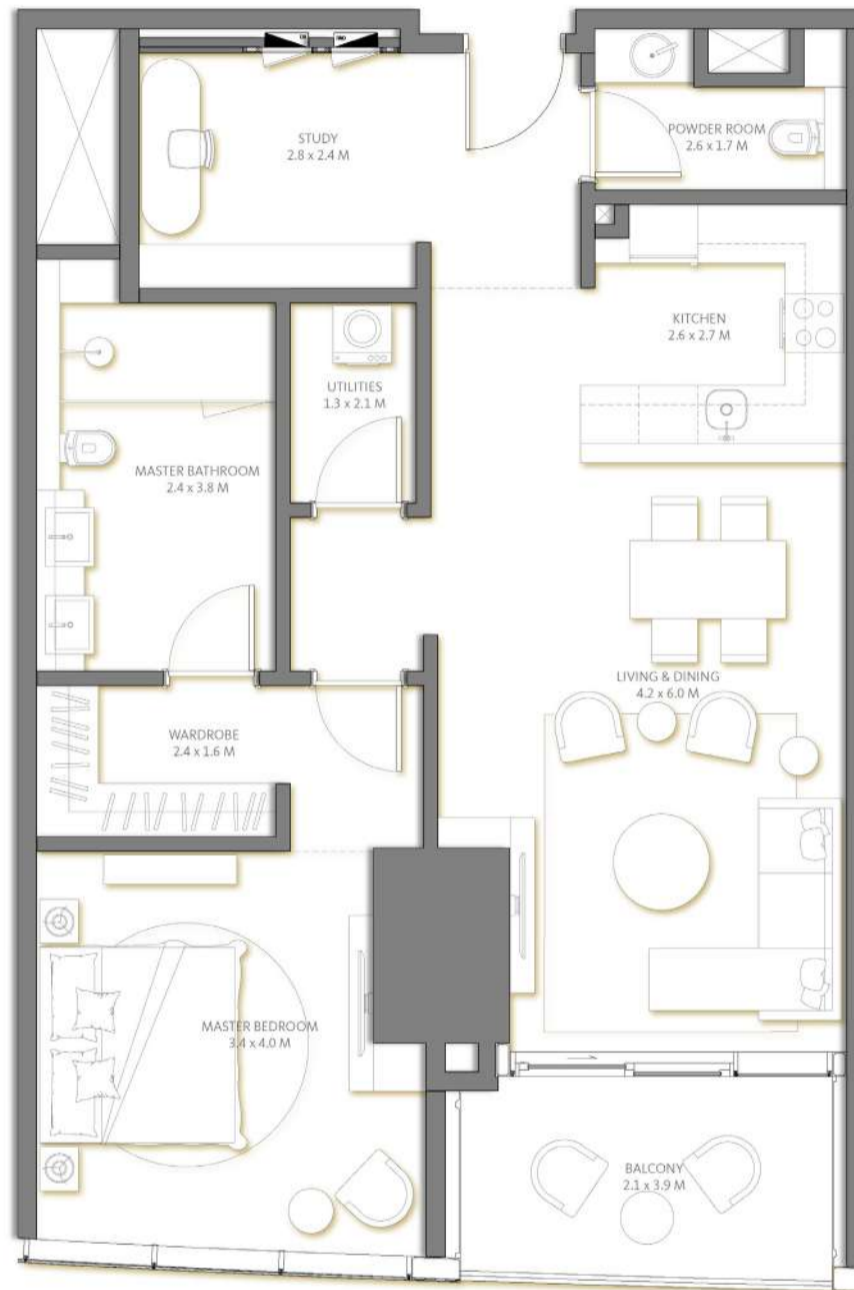 STUDY
2.8 x 2.4 M
POWDER ROOM
2.6 x 1.7 M
KITCHEN
2.6 x 2.7 M
UTILITIES
1.3 x 2.1 M
MASTER BATHROOM
2.4 x 3.8 M
LIVING & DINING
4.2 x 6.0 M
WARDROBE
2.4 x 1.6 M
MASTER BEDROOM
3.4 x 4.0 M
BALCONY
2.1 x 3.9 M